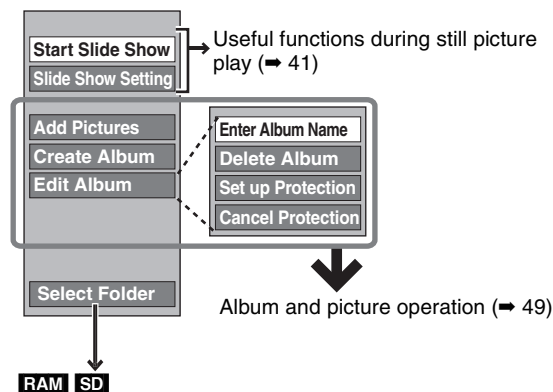 Start Slide Show
Slide Show Setting
Useful functions during still picture
play (➡ 41)
Add Pictures
Create Album
Edit Album
Enter Album Name
Delete Album
Set up Protection
Cancel Protection
Select Folder
Album and picture operation (➡ 49)
RAM SD